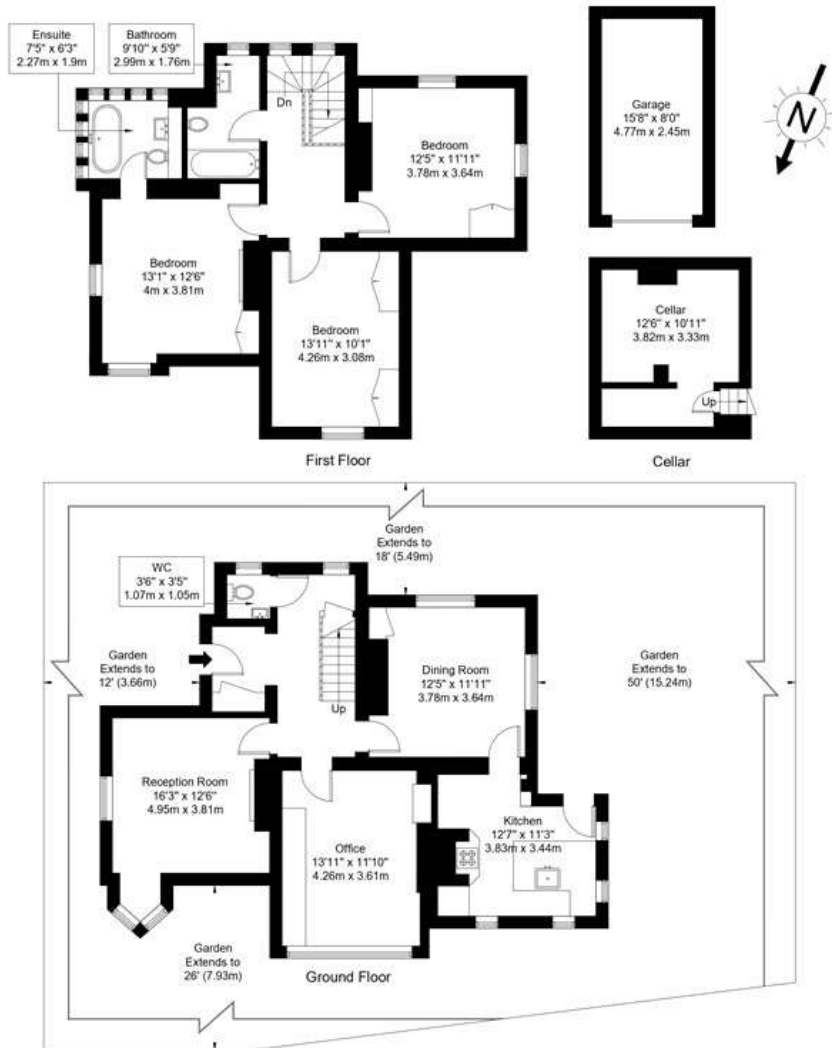 Ensuite
7'5" x 6'3"
2.27m x 1.9m
Bathroom
9'10" x 5'9"
2.99m x 1.76m
Dn
Bedroom
12'5" x 11'11"
3.78m x 3.64m
Bedroom
13'1" x 12'6"
4m x 3.81m
Bedroom
13'11" x 10'1"
4.26m x 3.08m
First Floor
Garage
15'8" x 8'0"
4.77m x 2.45m
N
Cellar
12'6" x 10'11"
3.82m x 3.33m
Up
Cellar
Garden
Extends to
18' (5.49m)
WC
3'6" x 3'5"
1.07m x 1.05m
Garden
Extends to
12' (3.66m)
Up
Dining Room
12'5" x 11'11"
3.78m x 3.64m
Garden
Extends to
50' (15.24m)
Reception Room
16'3" x 12'6"
4.95m x 3.81m
Office
13'11" x 11'10"
4.26m x 3.61m
Kitchen
12'7" x 11'3"
3.83m x 3.44m
Garden
Extends to
26' (7.93m)
Ground Floor